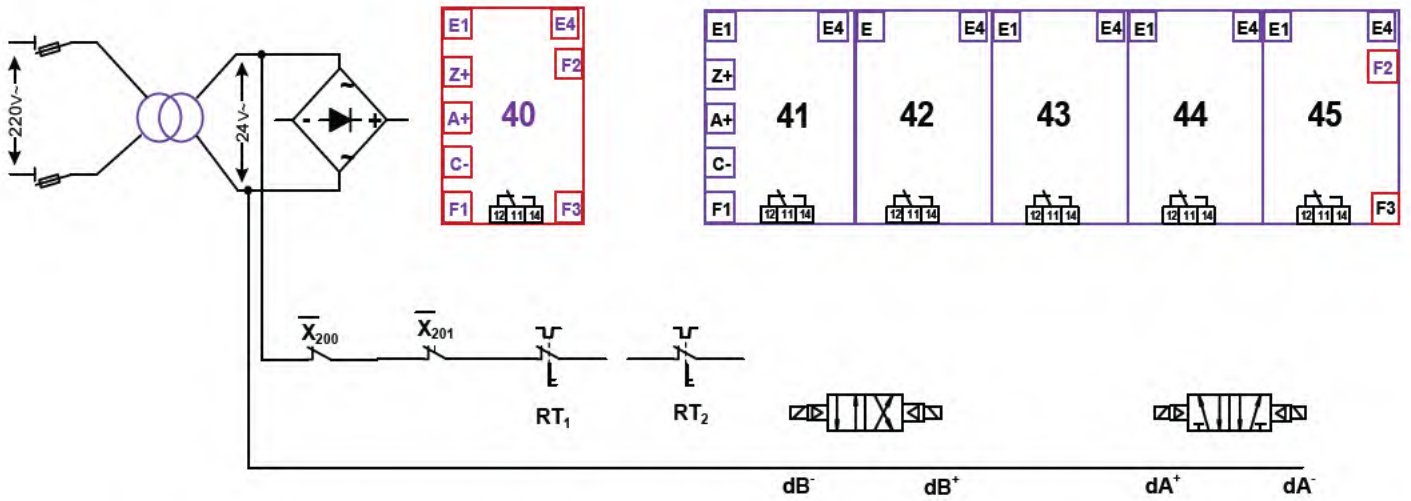 E1 E4 E1 E4 E E4 E1 E4 E1 E4 E1 E4
F2 F2
~220V~
24 V~
Z+ Z+
~
- +
~
A+ 40 A+ 41 42 43 44 45
C- C-
F1 12 11 14 F3 F1 12 11 14 12 11 14 12 11 14 12 11 14 12 11 14 F3
X̅200 X̅201
RT1 RT2
dB- dB+ dA+ dA-